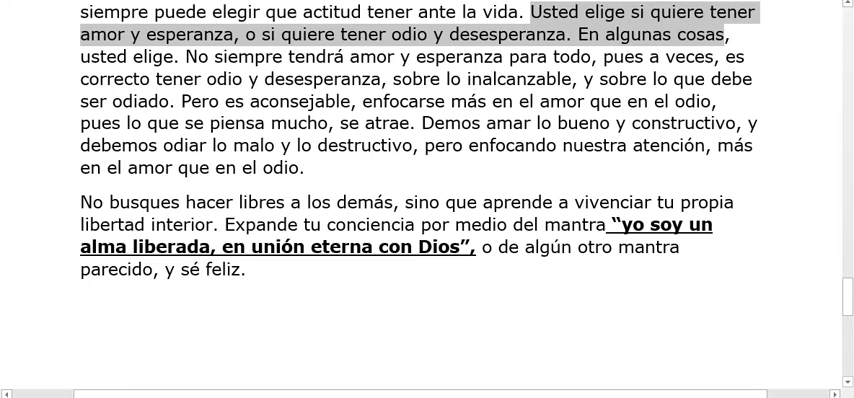 siempre puede elegir que actitud tener ante la vida. Usted elige si quiere tener
amor y esperanza, o si quiere tener odio y desesperanza. En algunas cosas,
usted elige. No siempre tendrá amor y esperanza para todo, pues a veces, es
correcto tener odio y desesperanza, sobre lo inalcanzable, y sobre lo que debe
ser odiado. Pero es aconsejable, enfocarse más en el amor que en el odio,
pues lo que se piensa mucho, se atrae. Demos amar lo bueno y constructivo, y
debemos odiar lo malo y lo destructivo, pero enfocando nuestra atención, más
en el amor que en el odio.
No busques hacer libres a los demás, sino que aprende a vivenciar tu propia
libertad interior. Expande tu conciencia por medio del mantra “yo soy un
alma liberada, en unión eterna con Dios”, o de algún otro mantra
parecido, y sé feliz.